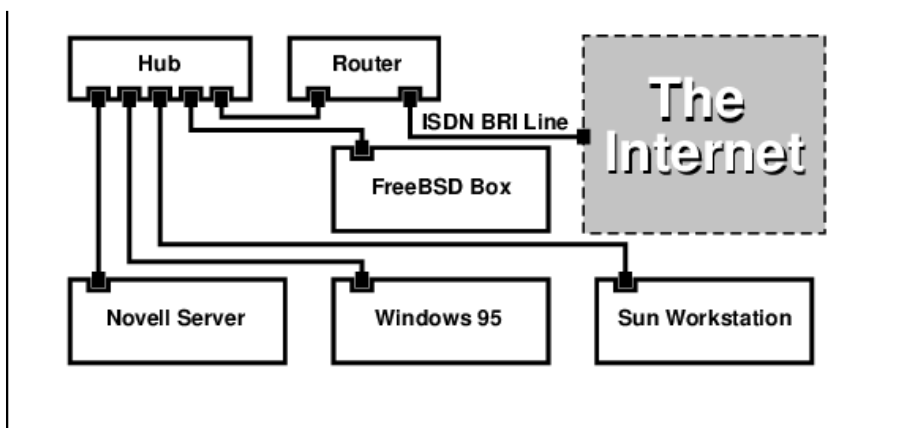 Hub
Router
The
Internet
ISDN BRI Line
FreeBSD Box
Novell Server
Windows 95
Sun Workstation